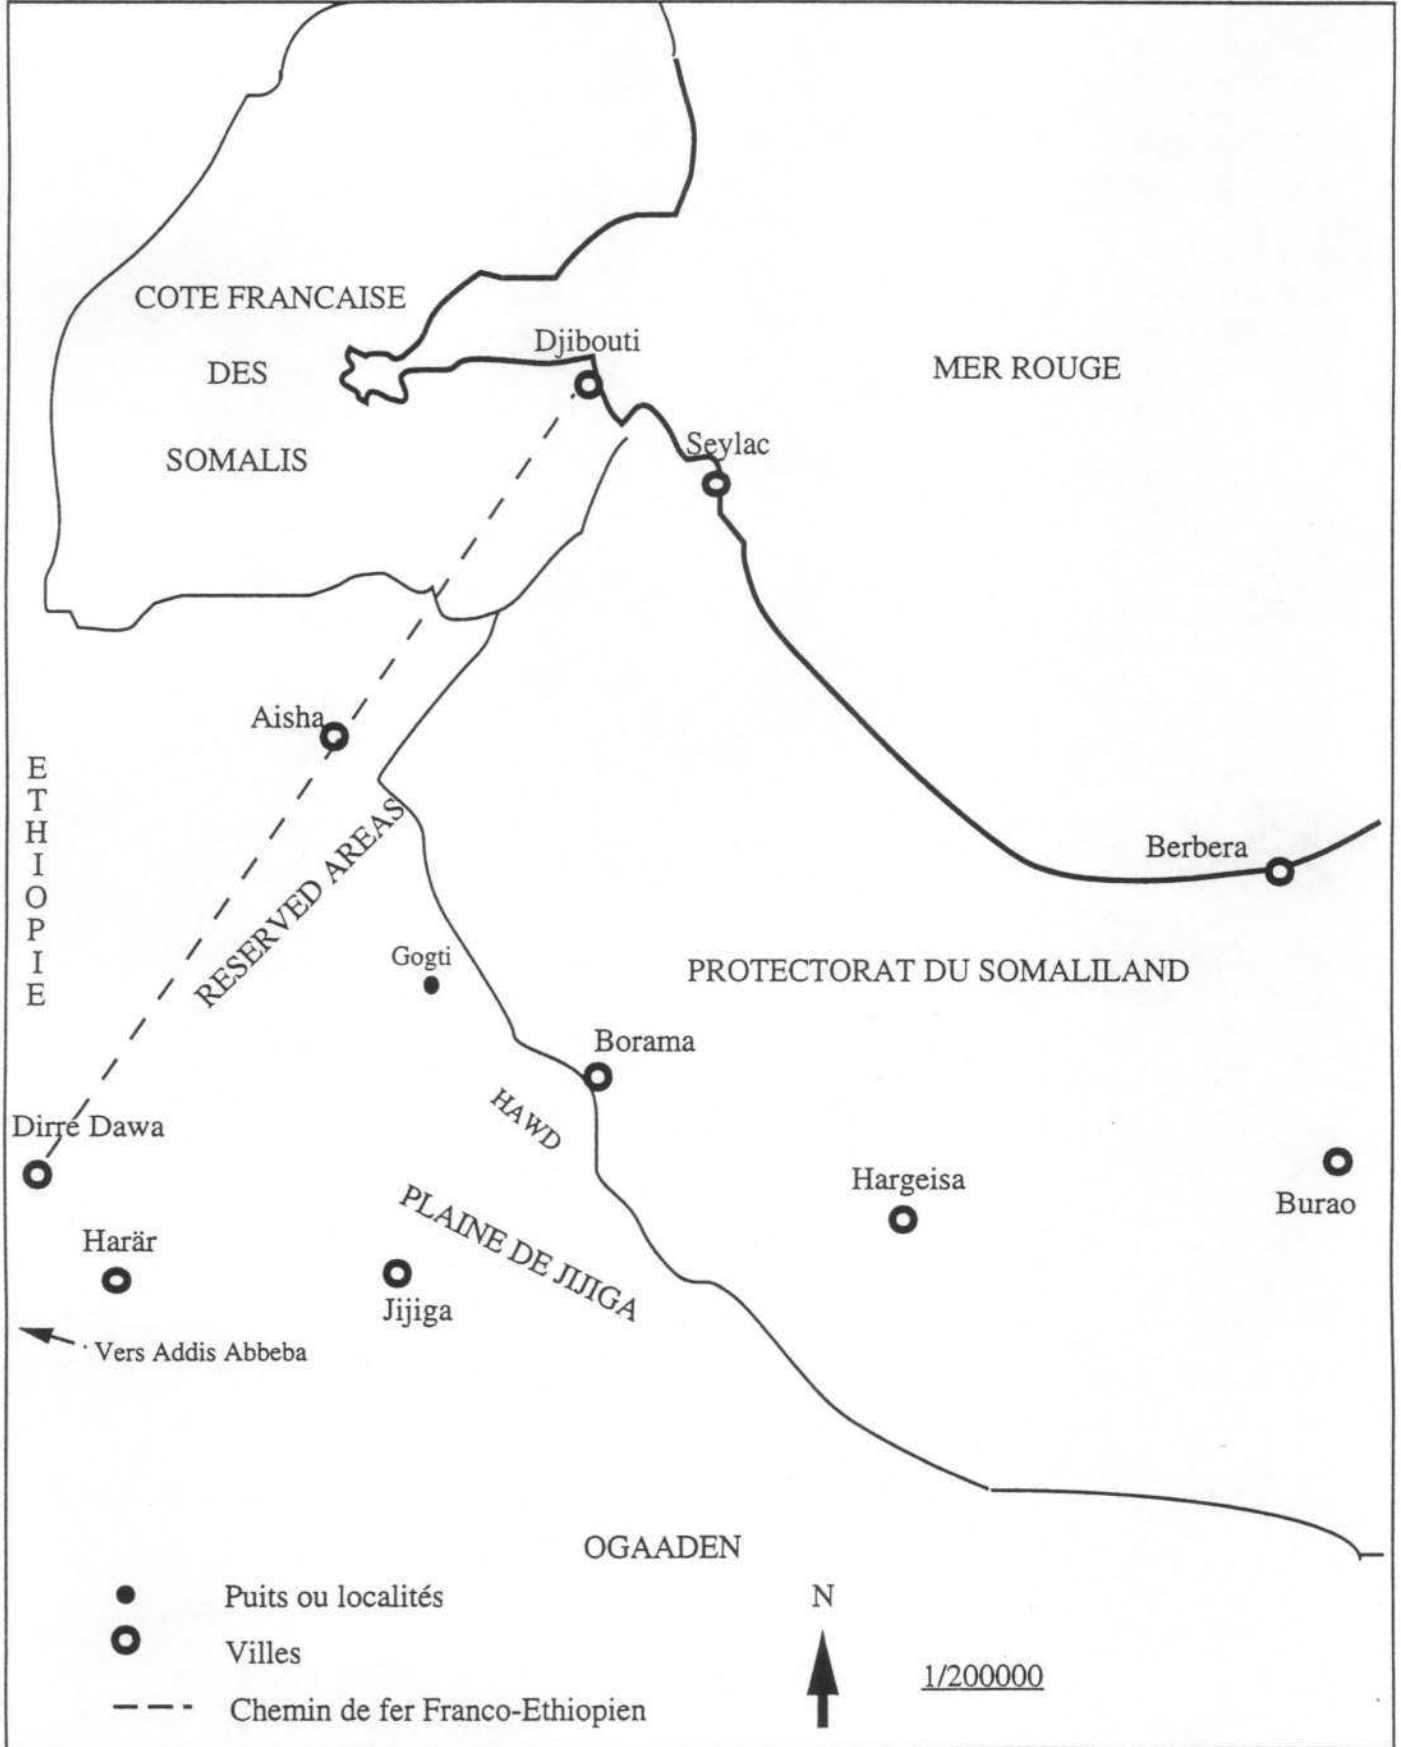 COTE FRANCAISE
DES
SOMALIS
Djibouti
MER ROUGE
Seylac
Aisha
ETHIOPIE
RESERVED AREAS
Berbera
Gogti
PROTECTORAT DU SOMALILAND
Borama
HAWD
Dirré Dawa
Hargeisa
Burao
PLAINE DE JIJIGA
Harär
Jijiga
Vers Addis Abbeba
OGAADEN
Puits ou localités
N
Villes
1/200000
Chemin de fer Franco-Ethiopien